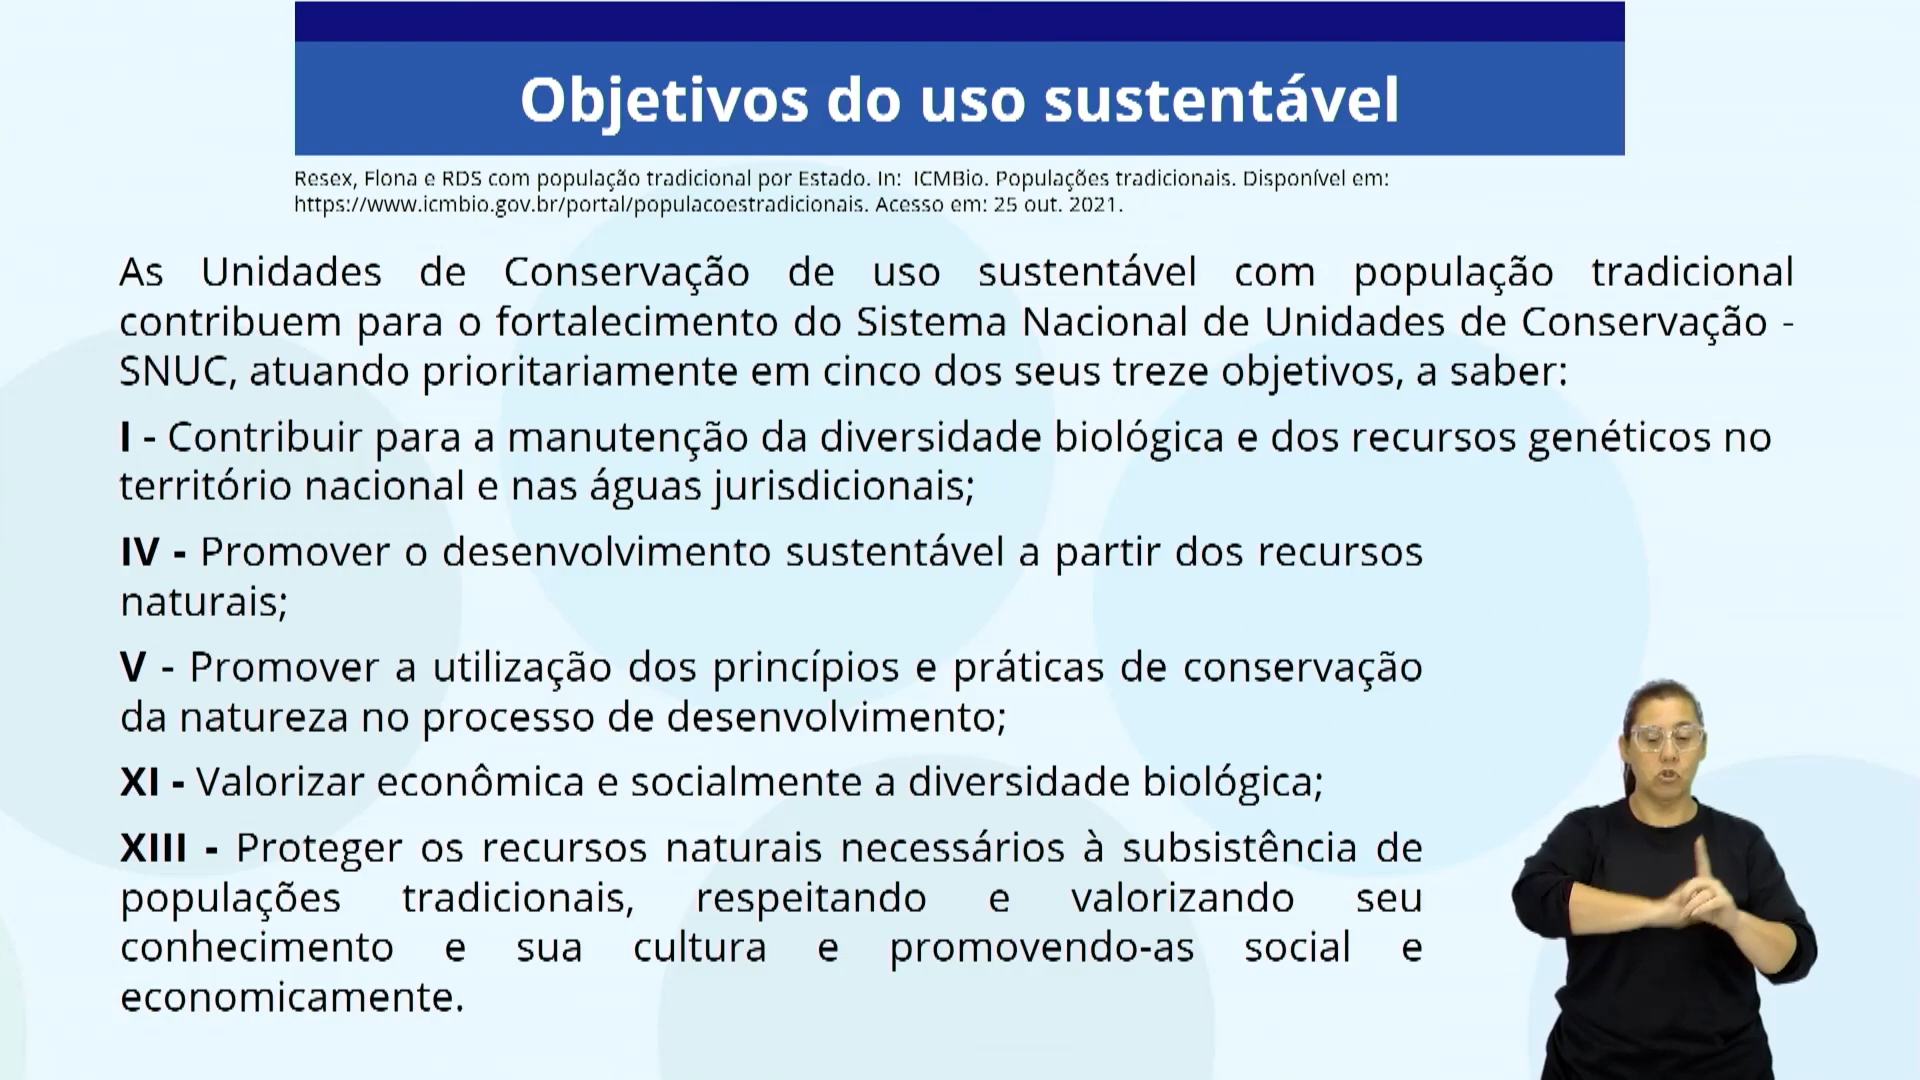 Objetivos do uso sustentável
Resex, Flona e RDS com população tradicional por Estado. In: ICMBio. Populações tradicionais. Disponível em:
https://www.icmbio.gov.br/portal/populacoestradicionais. Acesso em: 25 out. 2021.
As Unidades de Conservação de uso sustentável com população tradicional
contribuem para o fortalecimento do Sistema Nacional de Unidades de Conservação -
SNUC, atuando prioritariamente em cinco dos seus treze objetivos, a saber:
I - Contribuir para a manutenção da diversidade biológica e dos recursos genéticos no
território nacional e nas águas jurisdicionais;
IV - Promover o desenvolvimento sustentável a partir dos recursos
naturais;
V - Promover a utilização dos princípios e práticas de conservação
da natureza no processo de desenvolvimento;
XI - Valorizar econômica e socialmente a diversidade biológica;
XIII - Proteger os recursos naturais necessários à subsistência de
populações tradicionais, respeitando e valorizando seu
conhecimento e sua cultura e promovendo-as social e
economicamente.